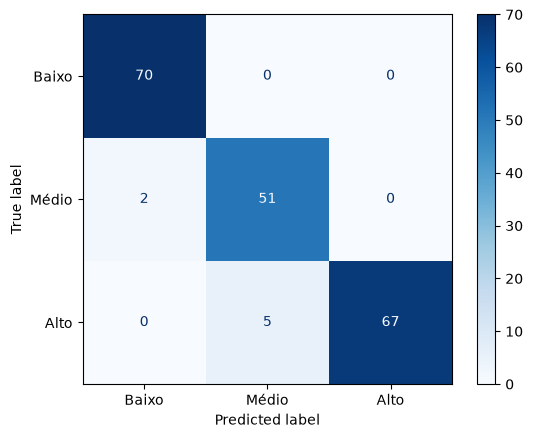 True label
Baixo 70 0 0
Médio 2 51 0
Alto 0 5 67
Baixo Médio Alto
Predicted label
70
60
50
40
30
20
10
0